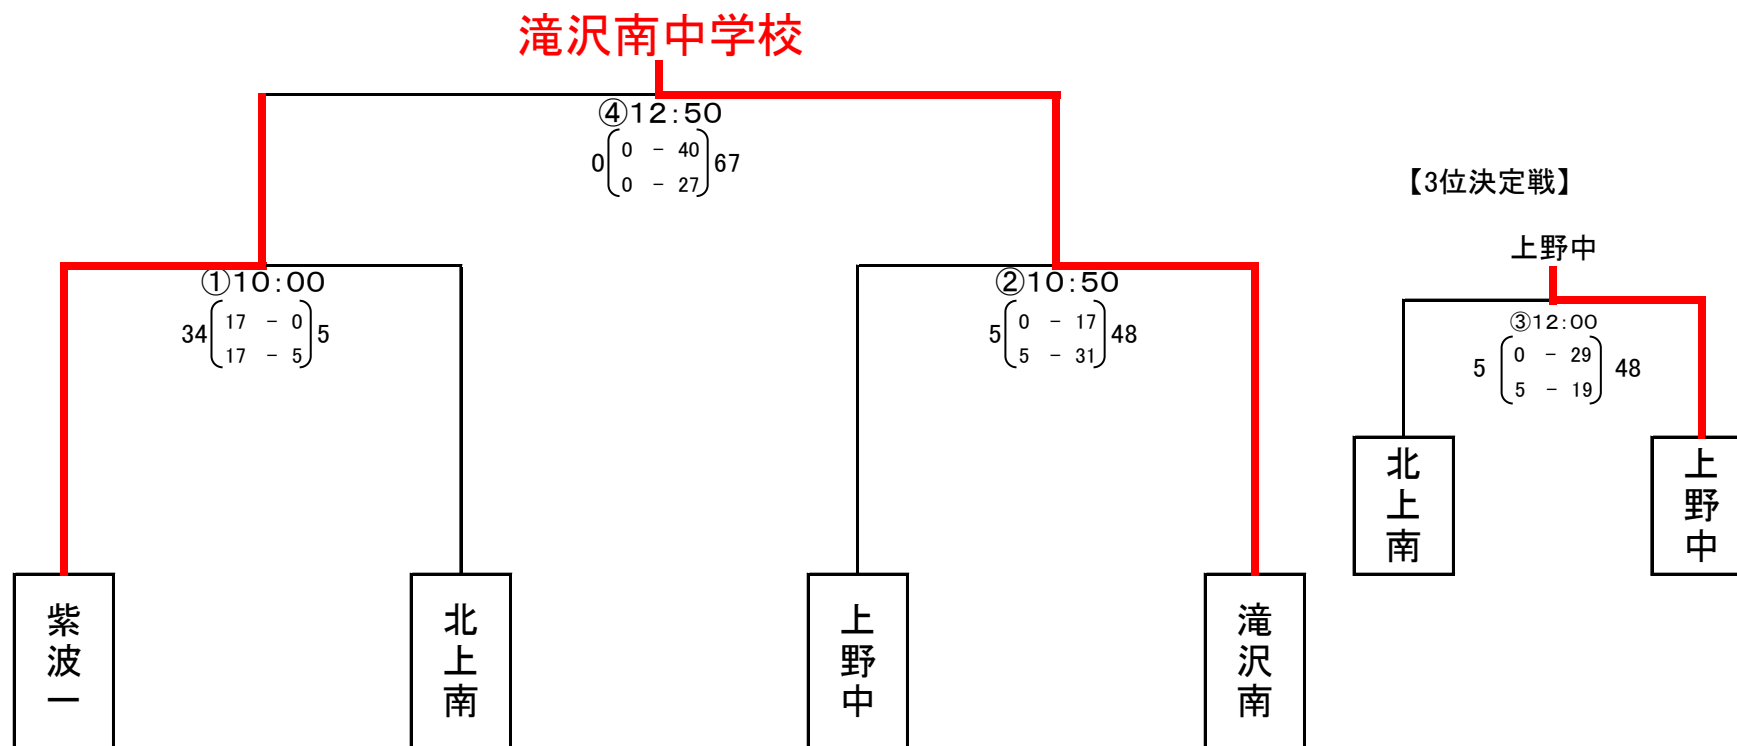 滝沢南中学校
④12:50
0 0 - 40 67
0 - 27
【3位決定戦】
上野中
①10:00
34 17 - 0 5
17 - 5
②10:50
5 0 - 17 48
5 - 31
③12:00
5 0 - 29 48
5 - 19
北上南
上野中
紫波一
北上南
上野中
滝沢南